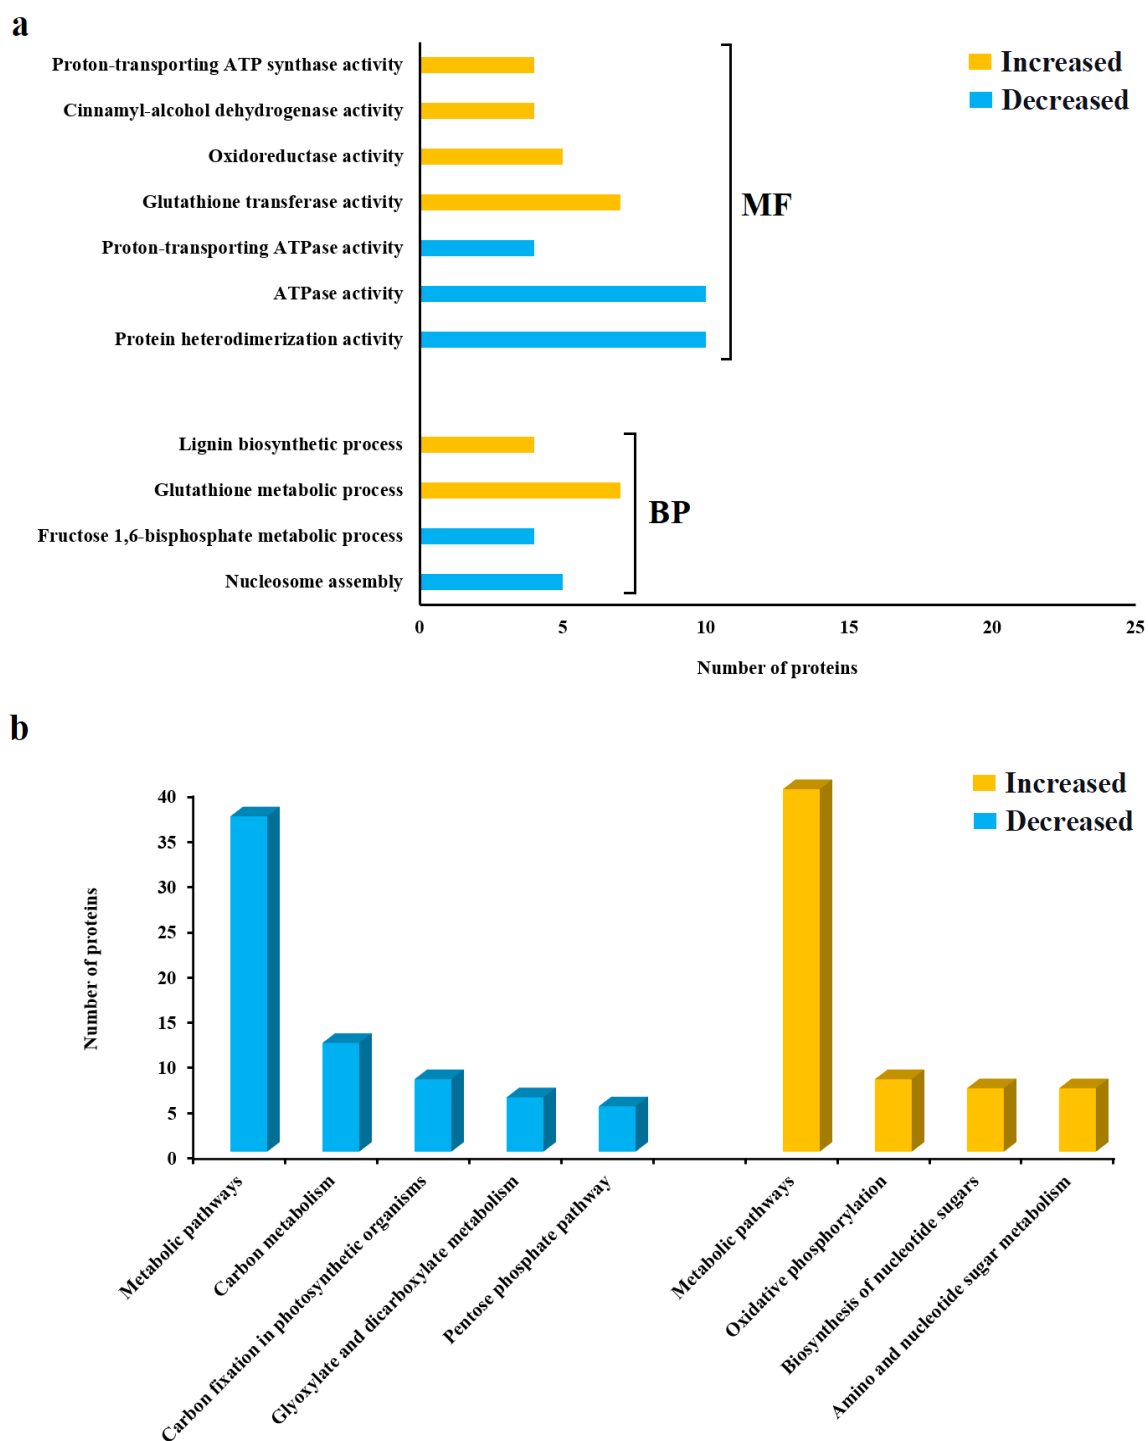 a
Increased
Decreased
Proton-transporting ATP synthase activity
Cinnamyl-alcohol dehydrogenase activity
Oxidoreductase activity
Glutathione transferase activity
Proton-transporting ATPase activity
ATPase activity
Protein heterodimerization activity
MF
Lignin biosynthetic process
Glutathione metabolic process
Fructose 1,6-bisphosphate metabolic process
Nucleosome assembly
BP
0 5 10 15 20 25
Number of proteins
b
Increased
Decreased
Number of proteins
40
35
30
25
20
15
10
5
0
Metabolic pathways
Carbon metabolism
Carbon fixation in photosynthetic organisms
Glyoxylate and dicarboxylate metabolism
Pentose phosphate pathway
Metabolic pathways
Oxidative phosphorylation
Biosynthesis of nucleotide sugars
Amino and nucleotide sugar metabolism